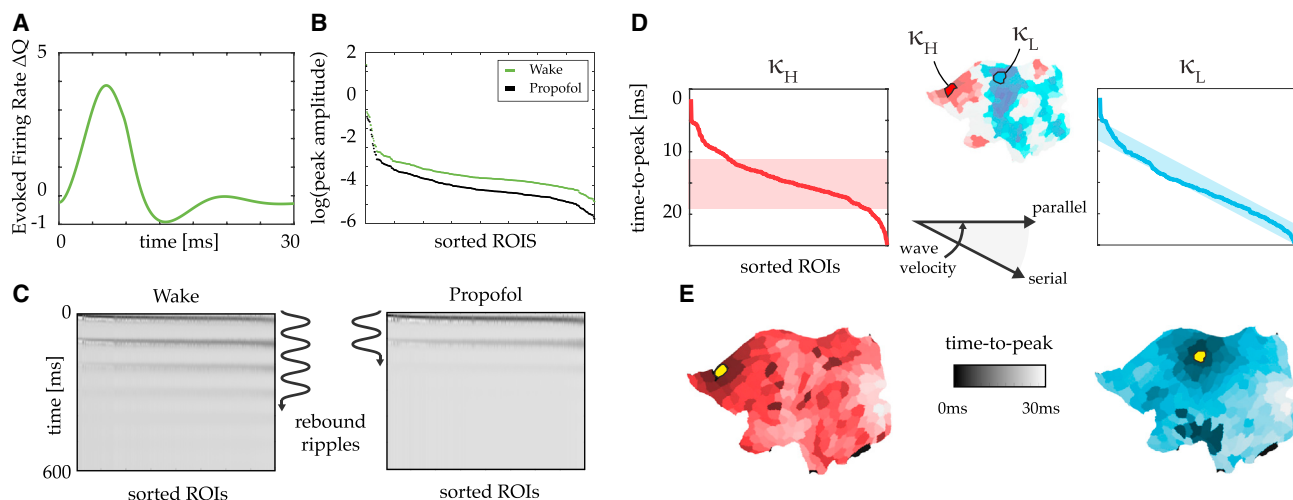 A
Evoked Firing Rate ΔQ
5
0
-1
0
time [ms]
30
B
log(peak amplitude)
2
0
-2
-4
-6
Wake
Propofol
sorted ROIS
C
Wake
Propofol
0
time [ms]
600
rebound
ripples
sorted ROIs
sorted ROIs
D
κH
κH
κL
κL
time-to-peak [ms]
0
10
20
sorted ROIs
parallel
wave
velocity
serial
E
time-to-peak
0ms
30ms